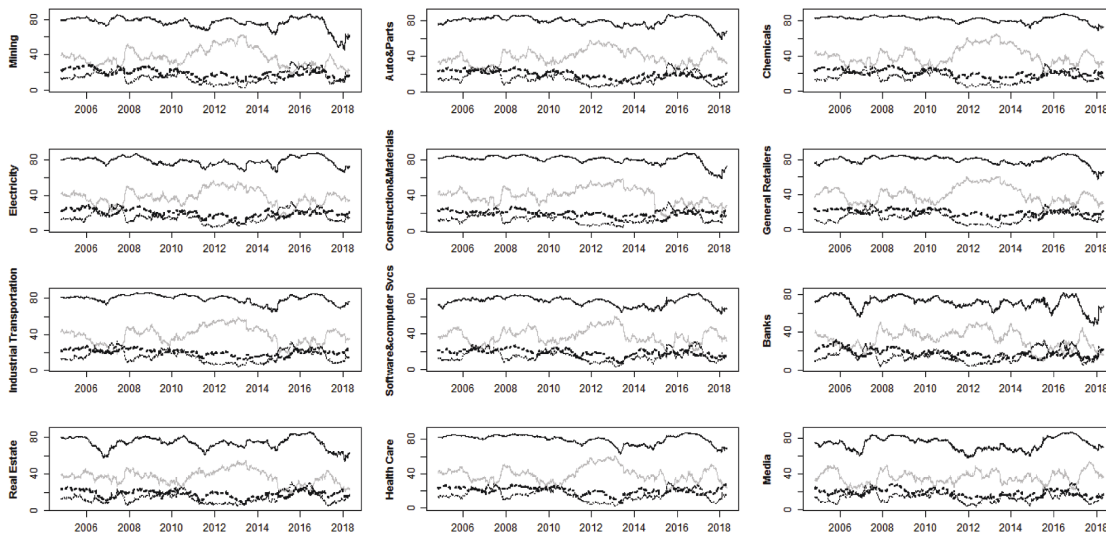 Mining
0 40 80
2006 2008 2010 2012 2014 2016 2018
Auto&Parts
0 40 80
2006 2008 2010 2012 2014 2016 2018
Chemicals
0 40 80
2006 2008 2010 2012 2014 2016 2018
Electricity
0 40 80
2006 2008 2010 2012 2014 2016 2018
Construction&Materials
0 40 80
2006 2008 2010 2012 2014 2016 2018
General Retailers
0 40 80
2006 2008 2010 2012 2014 2016 2018
Industrial Transportation
0 40 80
2006 2008 2010 2012 2014 2016 2018
Software&computer Svcs
0 40 80
2006 2008 2010 2012 2014 2016 2018
Banks
0 40 80
2006 2008 2010 2012 2014 2016 2018
Real Estate
0 40 80
2006 2008 2010 2012 2014 2016 2018
Health Care
0 40 80
2006 2008 2010 2012 2014 2016 2018
Media
0 40 80
2006 2008 2010 2012 2014 2016 2018